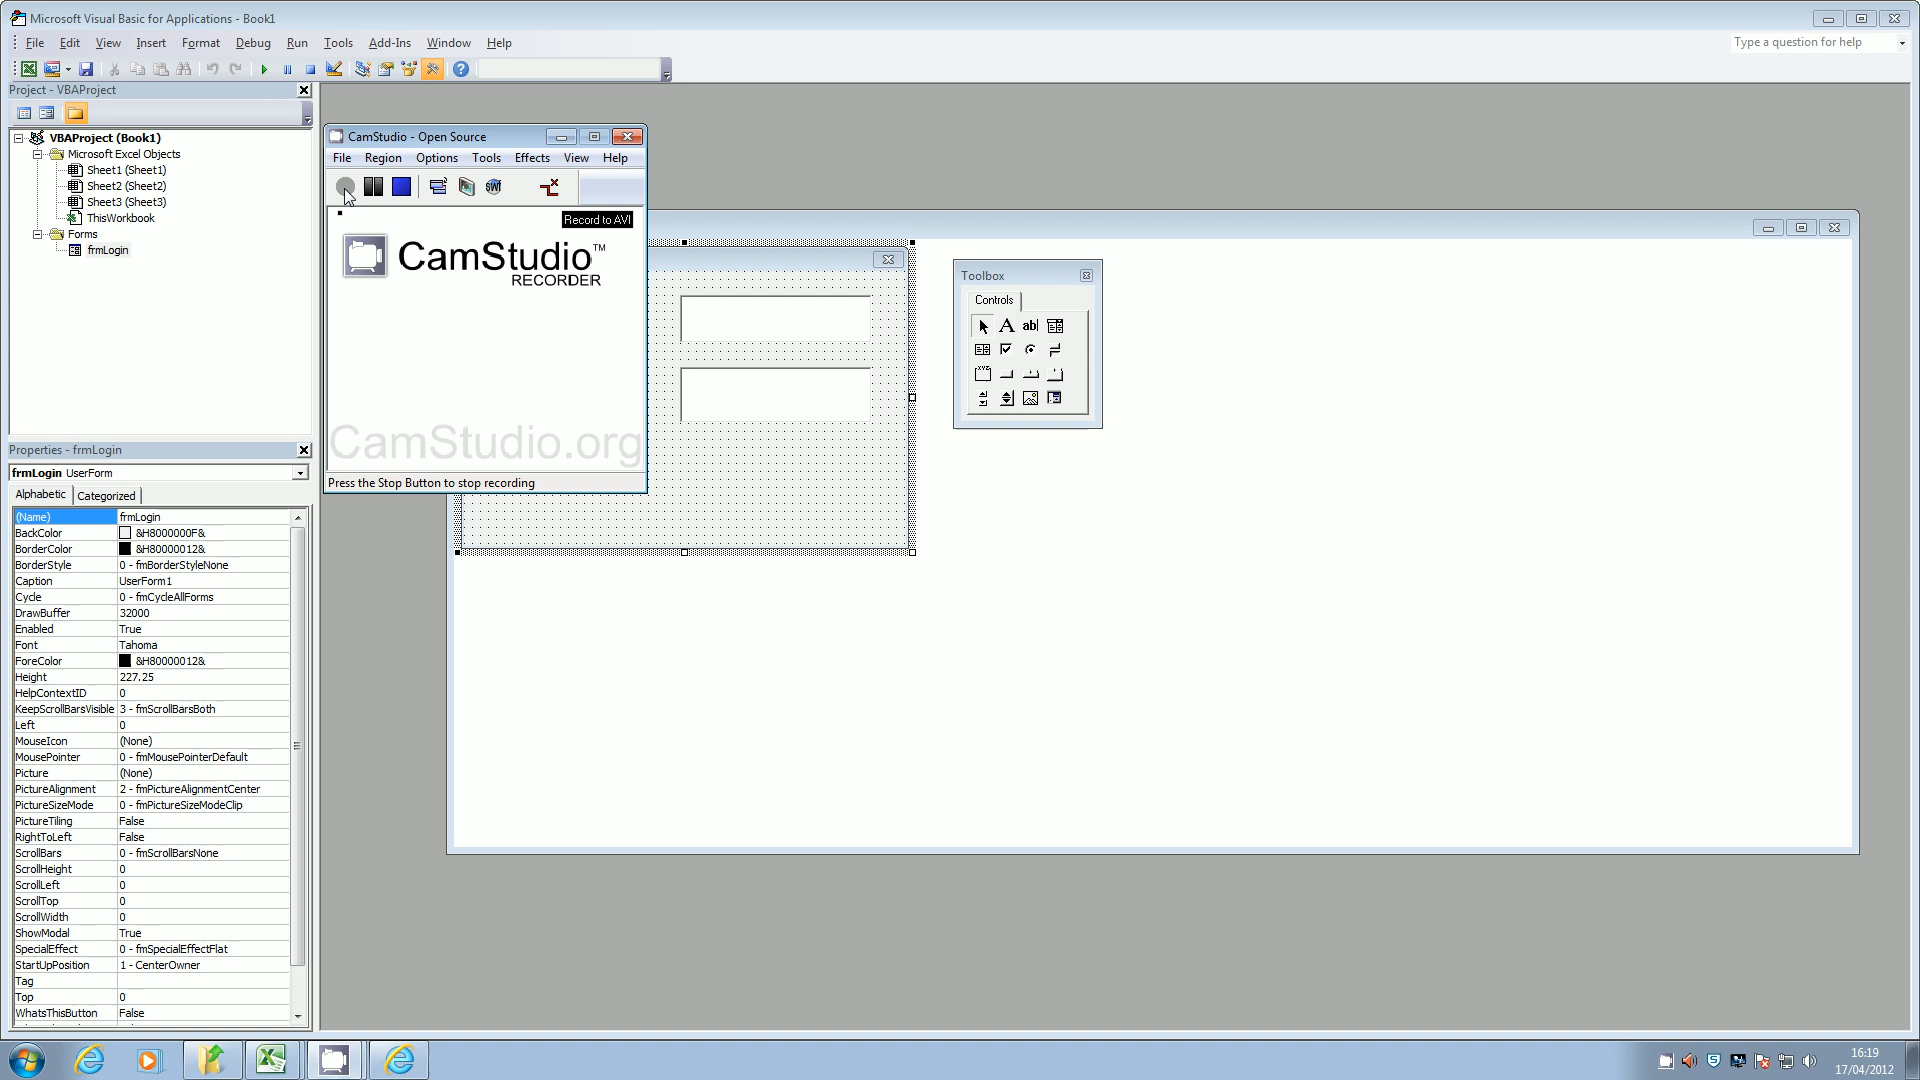 Microsoft Visual Basic for Applications - Book1
File Edit View Insert Format Debug Run Tools Add-Ins Window Help
Type a question for help
Project - VBAProject
VBAProject (Book1)
Microsoft Excel Objects
Sheet1 (Sheet1)
Sheet2 (Sheet2)
Sheet3 (Sheet3)
ThisWorkbook
Forms
frmLogin
CamStudio - Open Source
File Region Options Tools Effects View Help
SWF
Record to AVI
CamStudio™
RECORDER
CamStudio.org
Press the Stop Button to stop recording
Toolbox
Controls
A ab|
XYZ
Properties - frmLogin
frmLogin UserForm
Alphabetic Categorized
(Name) frmLogin
BackColor &H8000000F&
BorderColor &H80000012&
BorderStyle 0 - fmBorderStyleNone
Caption UserForm1
Cycle 0 - fmCycleAllForms
DrawBuffer 32000
Enabled True
Font Tahoma
ForeColor &H80000012&
Height 227.25
HelpContextID 0
KeepScrollBarsVisible 3 - fmScrollBarsBoth
Left 0
MouseIcon (None)
MousePointer 0 - fmMousePointerDefault
Picture (None)
PictureAlignment 2 - fmPictureAlignmentCenter
PictureSizeMode 0 - fmPictureSizeModeClip
PictureTiling False
RightToLeft False
ScrollBars 0 - fmScrollBarsNone
ScrollHeight 0
ScrollLeft 0
ScrollTop 0
ScrollWidth 0
ShowModal True
SpecialEffect 0 - fmSpecialEffectFlat
StartUpPosition 1 - CenterOwner
Tag
Top 0
WhatsThisButton False
16:19
17/04/2012